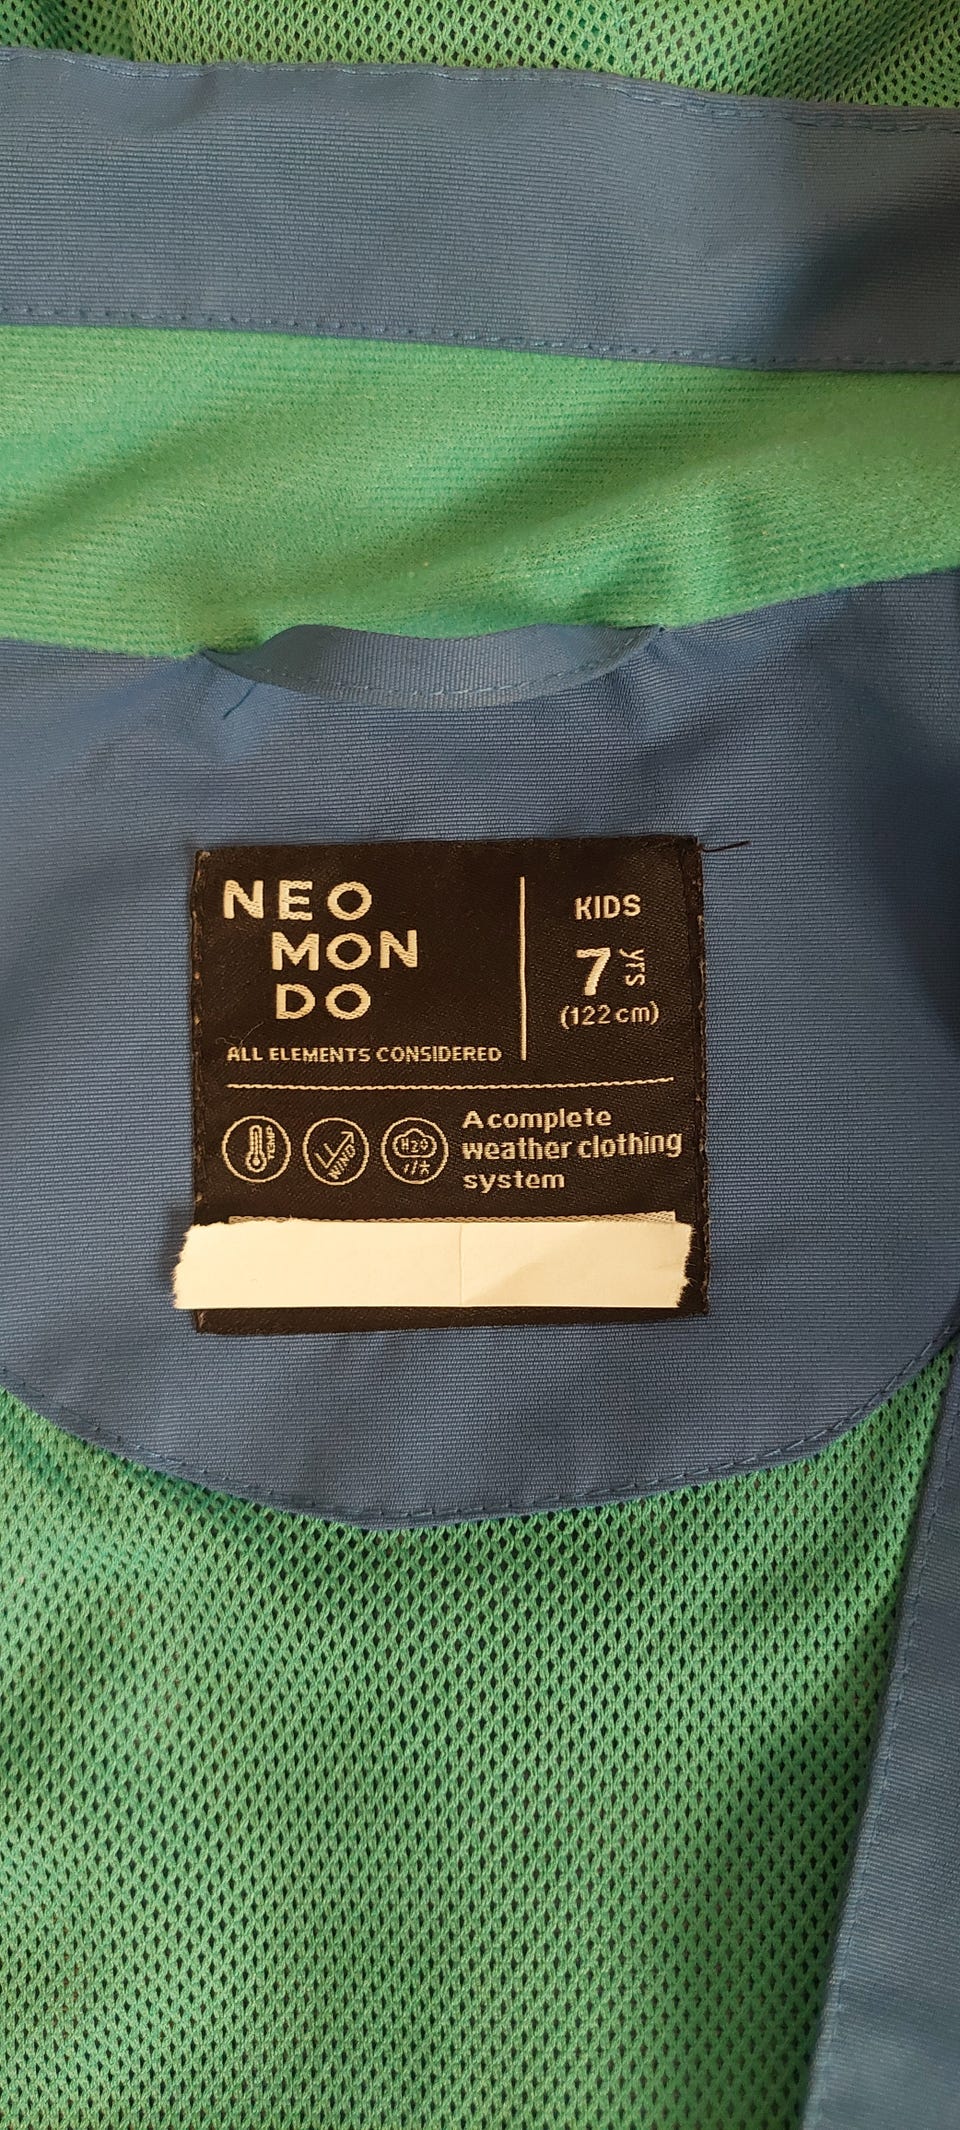 NEO
MON
DO
ALL ELEMENTS CONSIDERED
KIDS
7 yrs
(122 cm)
TEMP
WIND
H2O
A complete
weather clothing
system